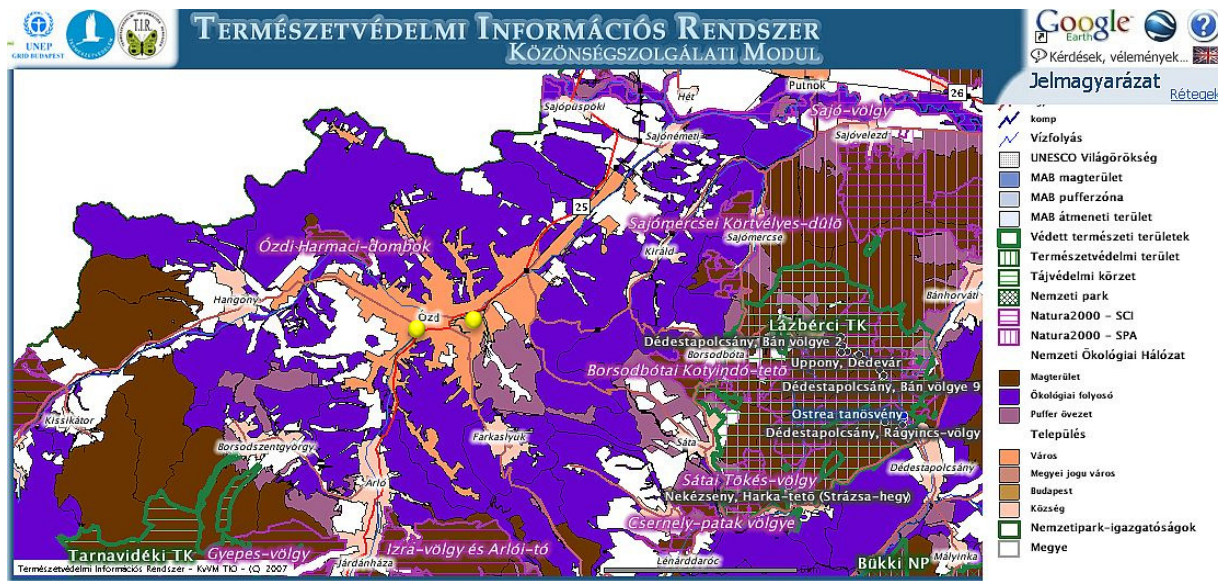 UNEP
GRID BUDAPEST
TERMÉSZETVÉDELEM
T.I.R.
TERMÉSZETVÉDELMI INFORMÁCIÓS RENDSZER
KÖZÖNSÉGSZOLGÁLATI MODUL
Google
Earth
Kérdések, vélemények...
Jelmagyarázat
Rétegek
komp
Vízfolyás
UNESCO Világörökség
MAB magterület
MAB pufferzóna
MAB átmeneti terület
Védett természeti területek
Természetvédelmi terület
Tájvédelmi körzet
Nemzeti park
Natura2000 - SCI
Natura2000 - SPA
Nemzeti Ökológiai Hálózat
Magterület
Ökológiai folyosó
Puffer övezet
Település
Város
Megyei jogu város
Budapest
Község
Nemzetipark-igazgatóságok
Megye
Putnok
26
Hét
Sajópüspöki
Sajó-völgy
Sajónémeti
Sajóvelezd
25
Sajómercsei Körtvélyes-dűlő
Sajómercse
Ózdi Harmaci-dombok
Királd
Hangony
Bánhorváti
Ózd
Lázbérci TK
Dédestapolcsány, Bán völgye 2
Borsodbóta
Uppony, Dedevár
Borsodbótai Kotyindó-tető
Dédestapolcsány, Bán völgye 9
Kissikátor
Ostrea tanösvény
Farkaslyuk
Dédestapolcsány, Rágyincs-völgy
Borsodszentgyörgy
Sáta
Dédestapolcsány
Arló
Sátai Tőkés-völgy
Nekézseny, Harka-tető (Strázsa-hegy)
Csernely-patak völgye
Tarnavidéki TK
Gyepes-völgy
Izra-völgy és Arlói-tó
Járdánháza
Lénárddaróc
Bükki NP
Mályinka
Természetvédelmi Információs Rendszer - KvVM TIO - (C) 2007